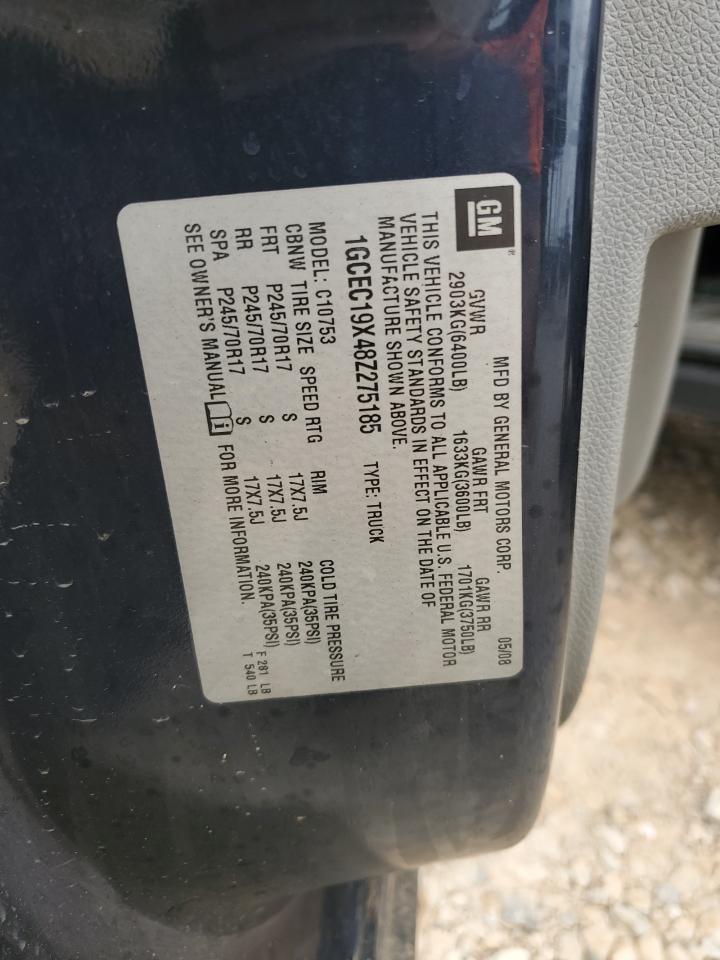 GM
MFD BY GENERAL MOTORS CORP. 05/08
GVWR GAWR FRT GAWR RR
2903KG(6400LB) 1633KG(3600LB) 1701KG(3750LB)
THIS VEHICLE CONFORMS TO ALL APPLICABLE U.S. FEDERAL MOTOR
VEHICLE SAFETY STANDARDS IN EFFECT ON THE DATE OF
MANUFACTURE SHOWN ABOVE.
1GCEC19X48Z275185 TYPE: TRUCK
MODEL: C10753
CBNW TIRE SIZE SPEED RTG RIM COLD TIRE PRESSURE
FRT P245/70R17 S 17X7.5J 240KPA(35PSI)
RR P245/70R17 S 17X7.5J 240KPA(35PSI)
SPA P245/70R17 S 17X7.5J 240KPA(35PSI)
SEE OWNER'S MANUAL FOR MORE INFORMATION.
F 281 LB
T 540 LB